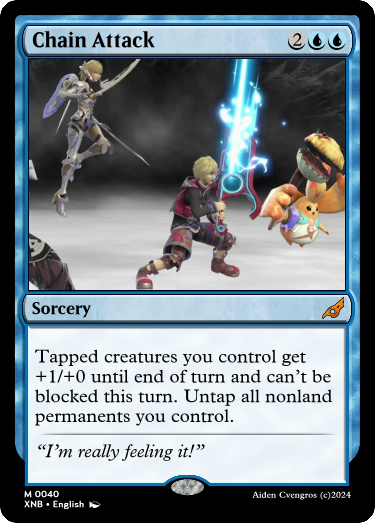 Chain Attack 2
Sorcery
Tapped creatures you control get
+1/+0 until end of turn and can’t be
blocked this turn. Untap all nonland
permanents you control.
“I’m really feeling it!”
M 0040
XNB • English Aiden Cvengros (c)2024